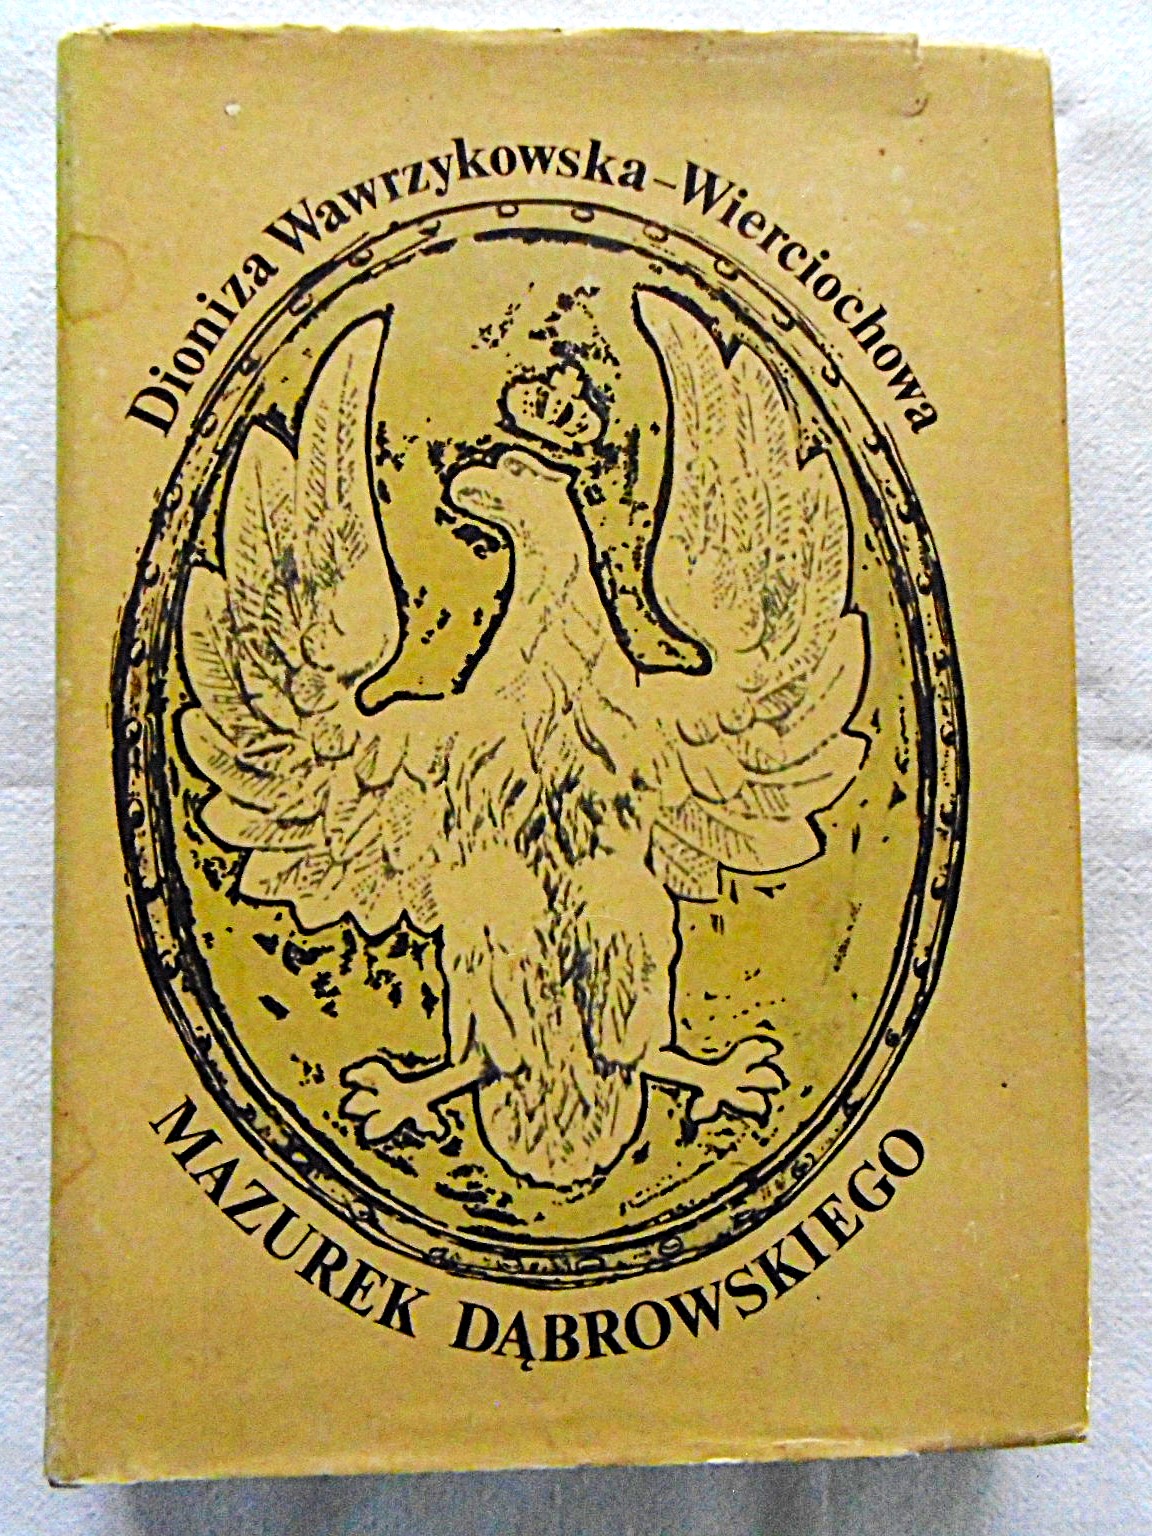 Dioniza Wawrzykowska-Wierciochowa
MAZUREK DĄBROWSKIEGO